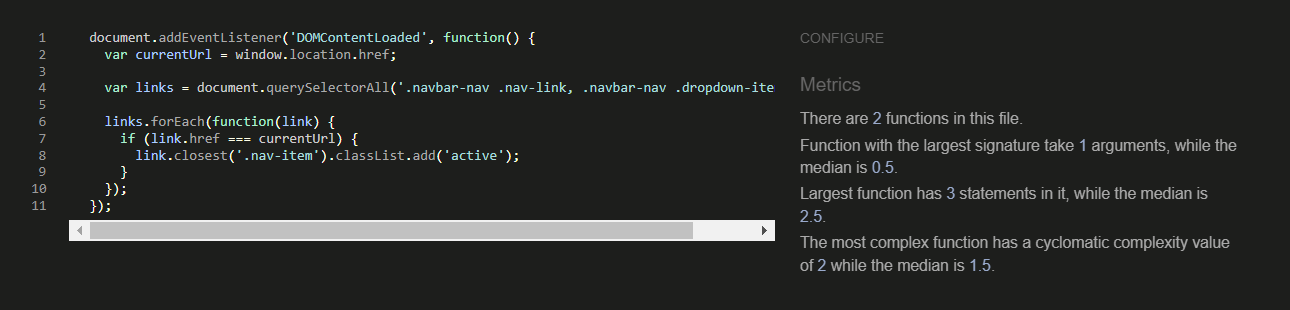 1 document.addEventListener('DOMContentLoaded', function() {
2 var currentUrl = window.location.href;
3
4 var links = document.querySelectorAll('.navbar-nav .nav-link, .navbar-nav .dropdown-ite
5
6 links.forEach(function(link) {
7 if (link.href === currentUrl) {
8 link.closest('.nav-item').classList.add('active');
9 }
10 });
11 });
CONFIGURE
Metrics
There are 2 functions in this file.
Function with the largest signature take 1 arguments, while the
median is 0.5.
Largest function has 3 statements in it, while the median is
2.5.
The most complex function has a cyclomatic complexity value
of 2 while the median is 1.5.